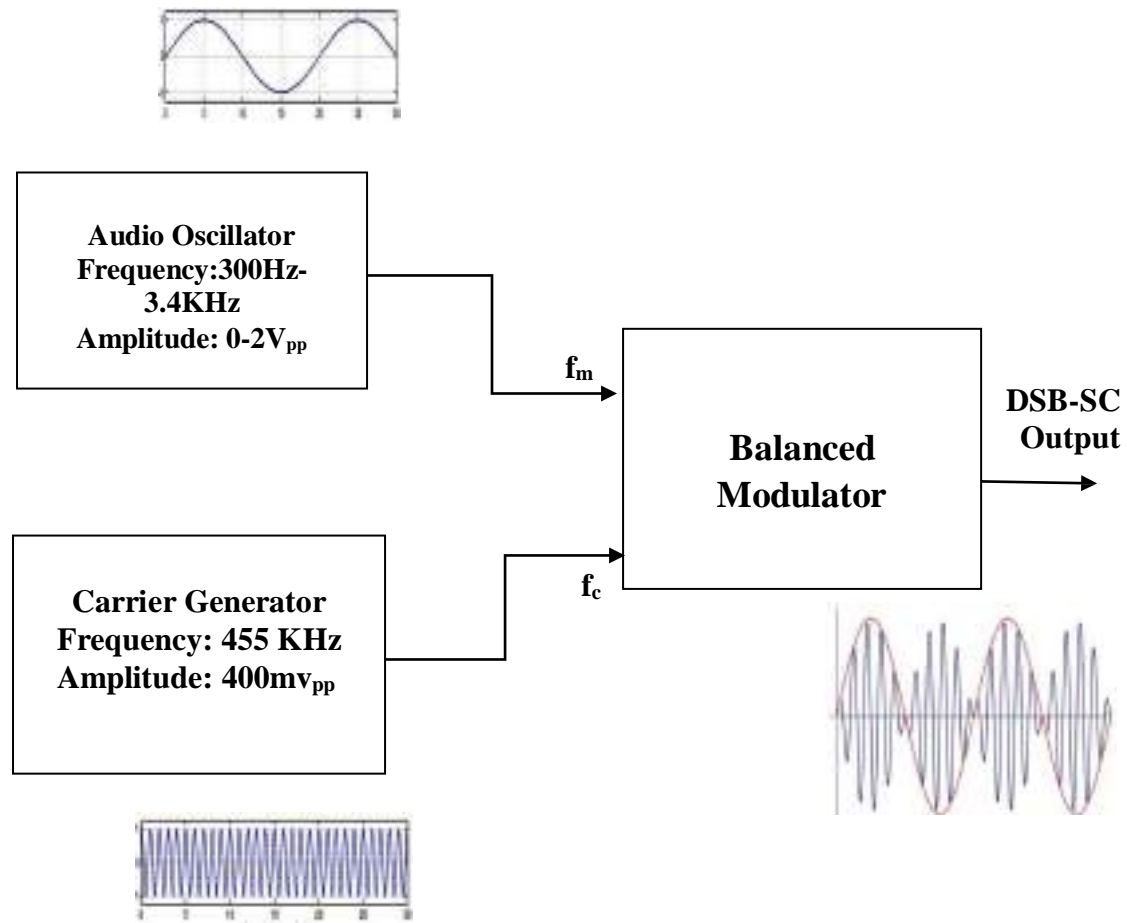 Audio Oscillator
Frequency:300Hz-
3.4KHz
Amplitude: 0-2Vpp
fm
DSB-SC
Output
Balanced
Modulator
fc
Carrier Generator
Frequency: 455 KHz
Amplitude: 400mvpp